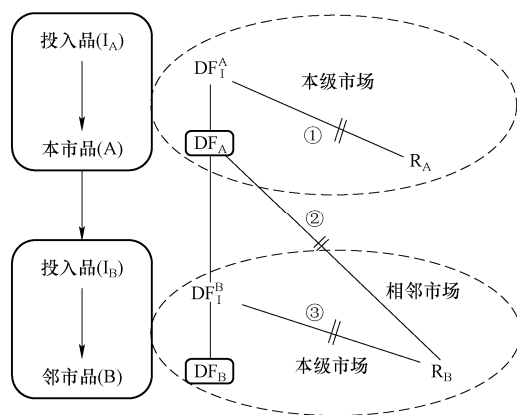 投入品(I_A)
DF_I^A
本级市场
①
本市品(A)
DF_A
R_A
②
投入品(I_B)
DF_I^B
相邻市场
③
本级市场
邻市品(B)
DF_B
R_B